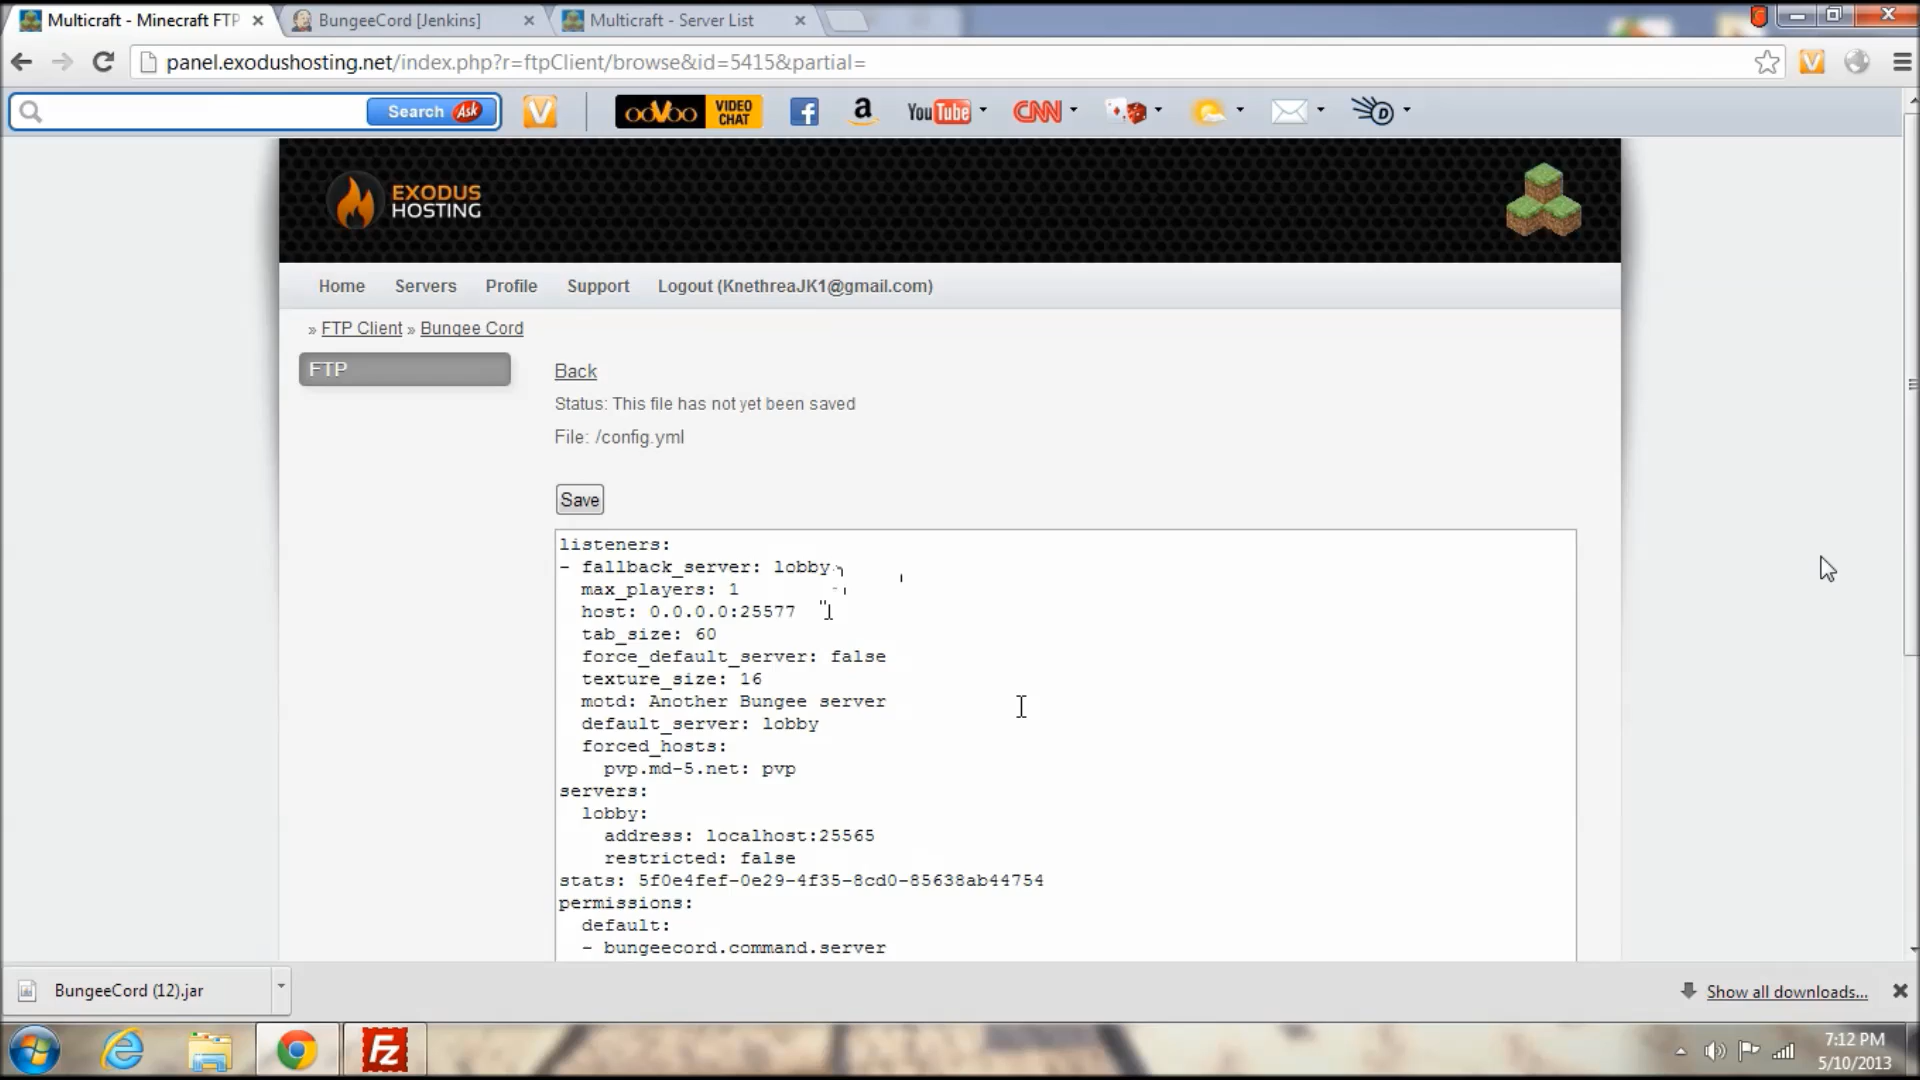 Multicraft - Minecraft FTP
BungeeCord [Jenkins]
Multicraft - Server List
panel.exodushosting.net/index.php?r=ftpClient/browse&id=5415&partial=
Search Ask
V
ooVoo VIDEO CHAT
f
a
YouTube
CNN
D
V
EXODUS
HOSTING
Home Servers Profile Support Logout (KnethreaJK1@gmail.com)
» FTP Client » Bungee Cord
FTP
Back
Status: This file has not yet been saved
File: /config.yml
Save
listeners:
- fallback_server: lobby
max_players: 1
host: 0.0.0.0:25577
tab_size: 60
force_default_server: false
texture_size: 16
motd: Another Bungee server
default_server: lobby
forced_hosts:
pvp.md-5.net: pvp
servers:
lobby:
address: localhost:25565
restricted: false
stats: 5f0e4fef-0e29-4f35-8cd0-85638ab44754
permissions:
default:
- bungeecord.command.server
BungeeCord (12).jar
Show all downloads...
Fz
7:12 PM
5/10/2013